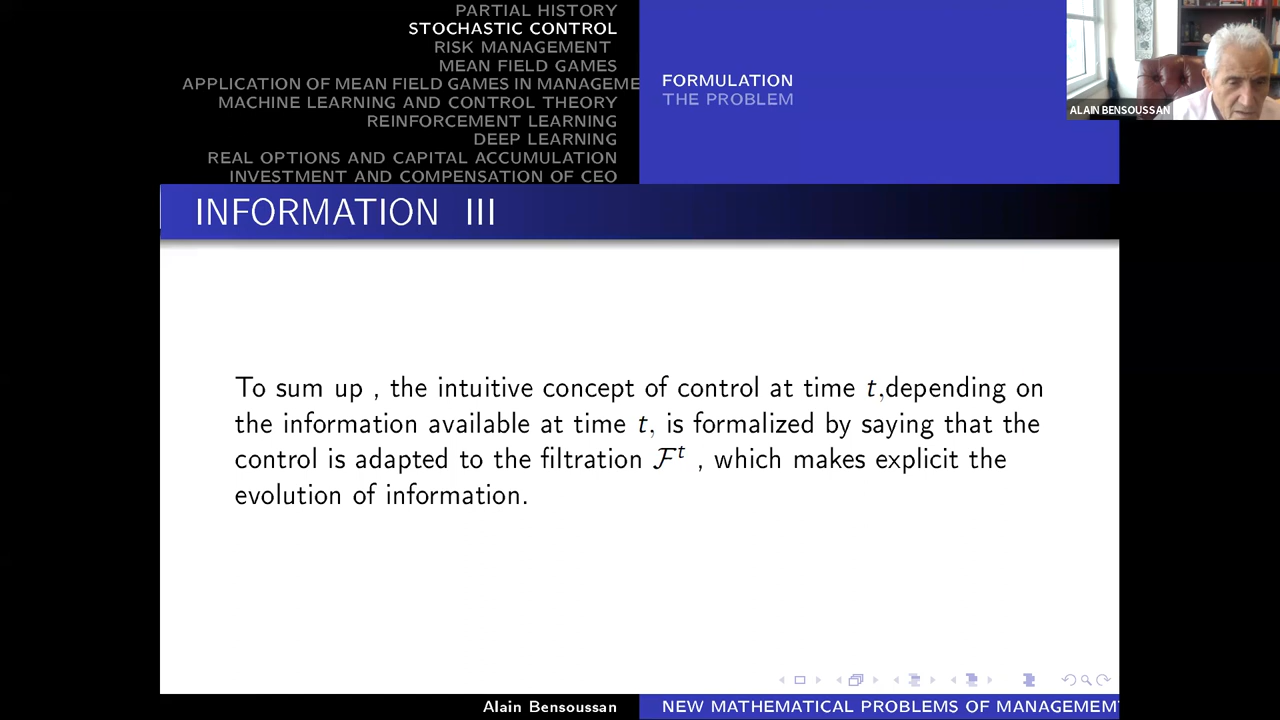 PARTIAL HISTORY
STOCHASTIC CONTROL
RISK MANAGEMENT
MEAN FIELD GAMES
APPLICATION OF MEAN FIELD GAMES IN MANAGEME
MACHINE LEARNING AND CONTROL THEORY
REINFORCEMENT LEARNING
DEEP LEARNING
REAL OPTIONS AND CAPITAL ACCUMULATION
INVESTMENT AND COMPENSATION OF CEO
FORMULATION
THE PROBLEM
ALAIN BENSOUSSAN
INFORMATION III
To sum up , the intuitive concept of control at time t,depending on
the information available at time t, is formalized by saying that the
control is adapted to the filtration ℱᵗ , which makes explicit the
evolution of information.
Alain Bensoussan
NEW MATHEMATICAL PROBLEMS OF MANAGEMENT